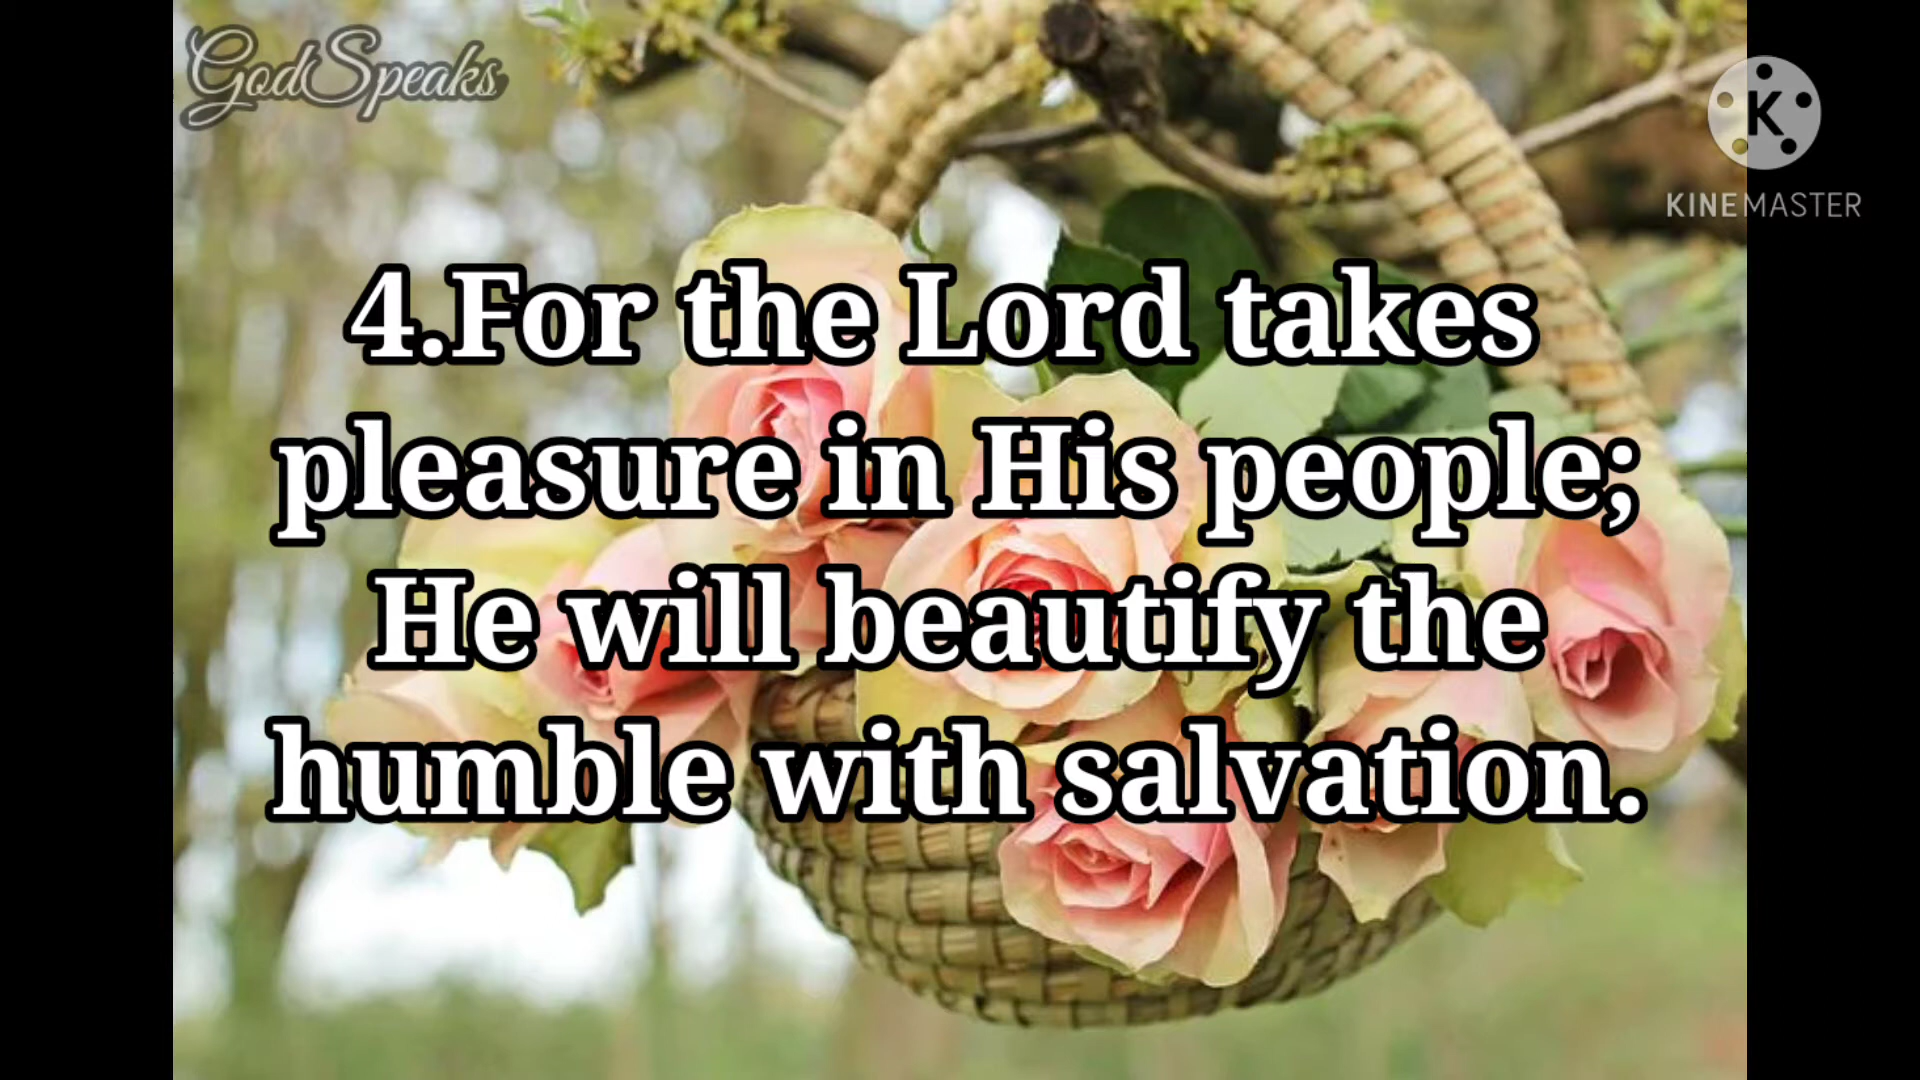 GodSpeaks
K
KINEMASTER
4.For the Lord takes
pleasure in His people;
He will beautify the
humble with salvation.